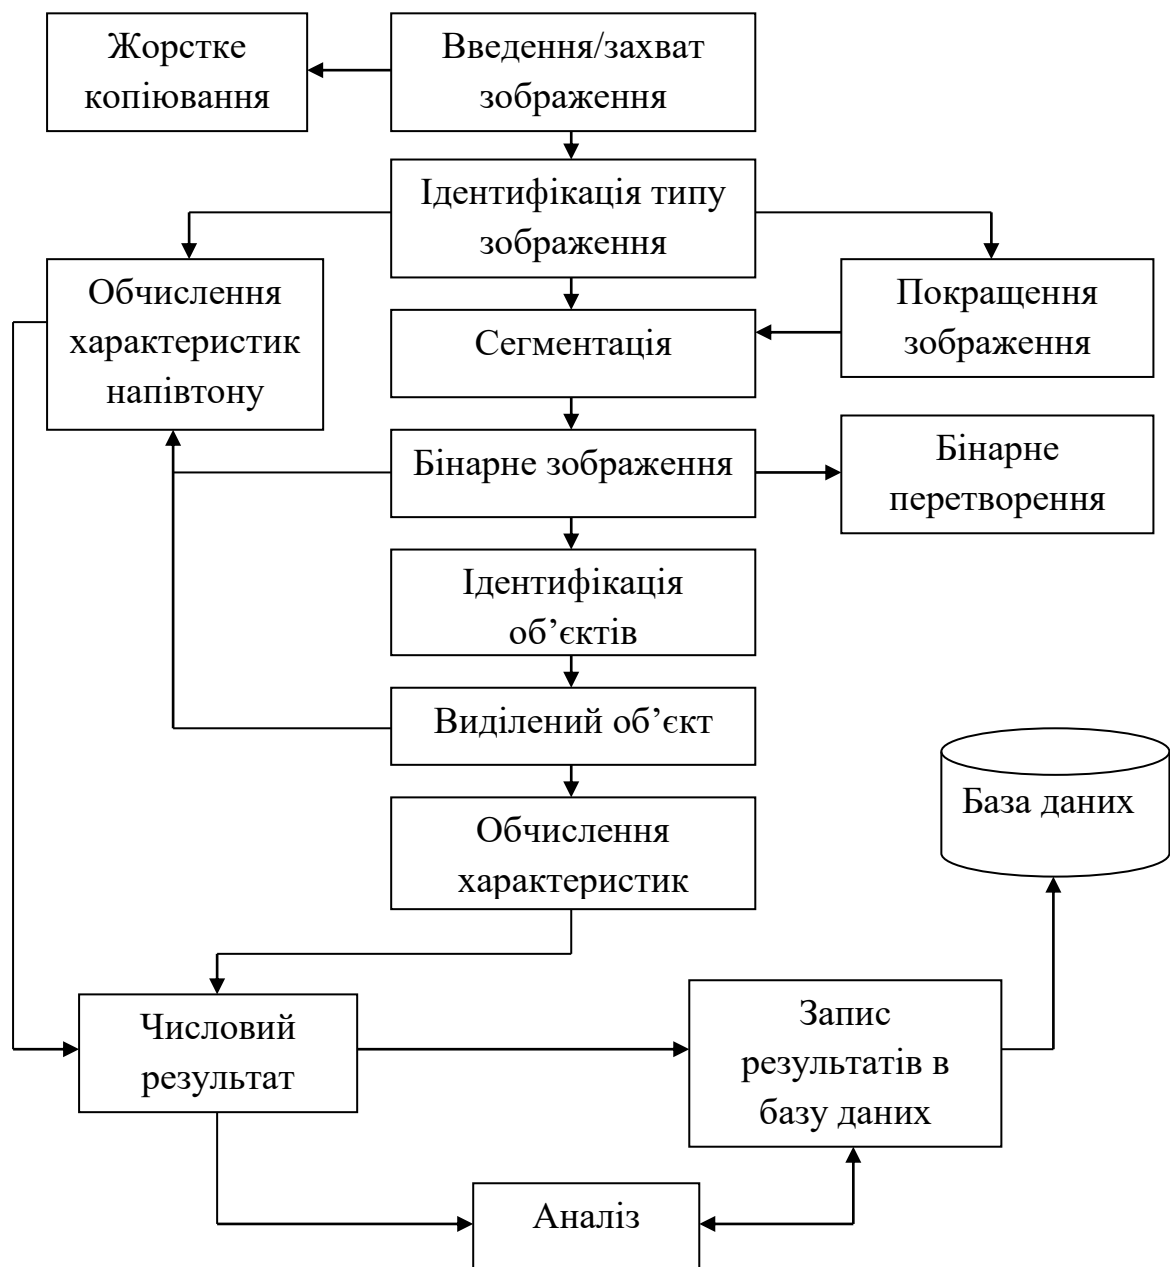 Жорстке
копіювання
Введення/захват
зображення
Ідентифікація типу
зображення
Обчислення
характеристик
напівтону
Сегментація
Покращення
зображення
Бінарне зображення
Бінарне
перетворення
Ідентифікація
об’єктів
Виділений об’єкт
База даних
Обчислення
характеристик
Числовий
результат
Запис
результатів в
базу даних
Аналіз